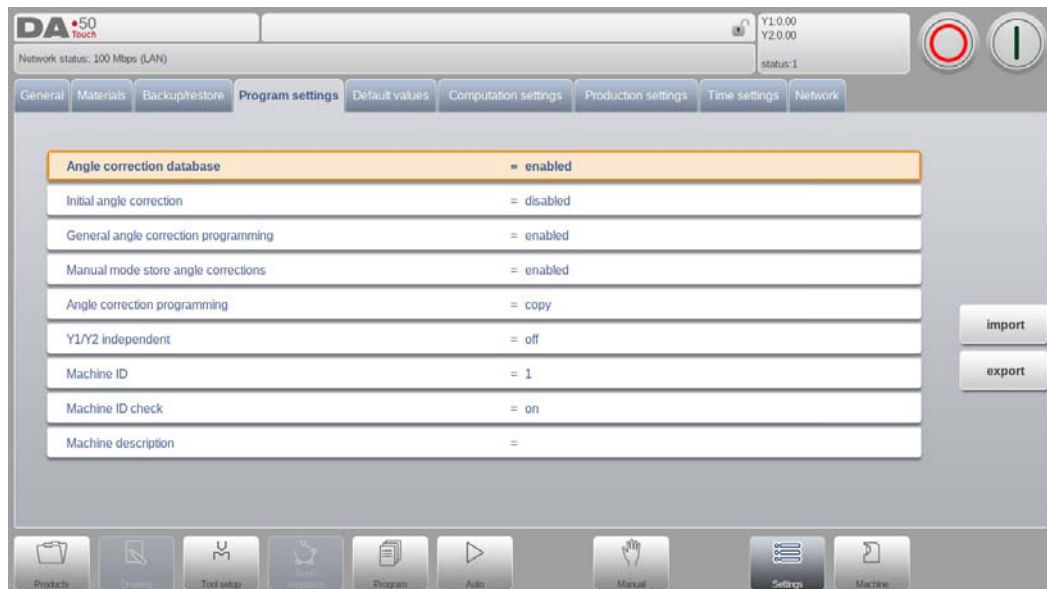 DA•50
Touch
Y1:0.00
Y2:0.00
Network status: 100 Mbps (LAN)
status:1
General Materials Backup/restore Program settings Default values Computation settings Production settings Time settings Network
Angle correction database = enabled
Initial angle correction = disabled
General angle correction programming = enabled
Manual mode store angle corrections = enabled
Angle correction programming = copy
Y1/Y2 independent = off
import
Machine ID = 1
export
Machine ID check = on
Machine description =
Products Drawing Tool setup Bend sequence Program Auto Manual Settings Machine